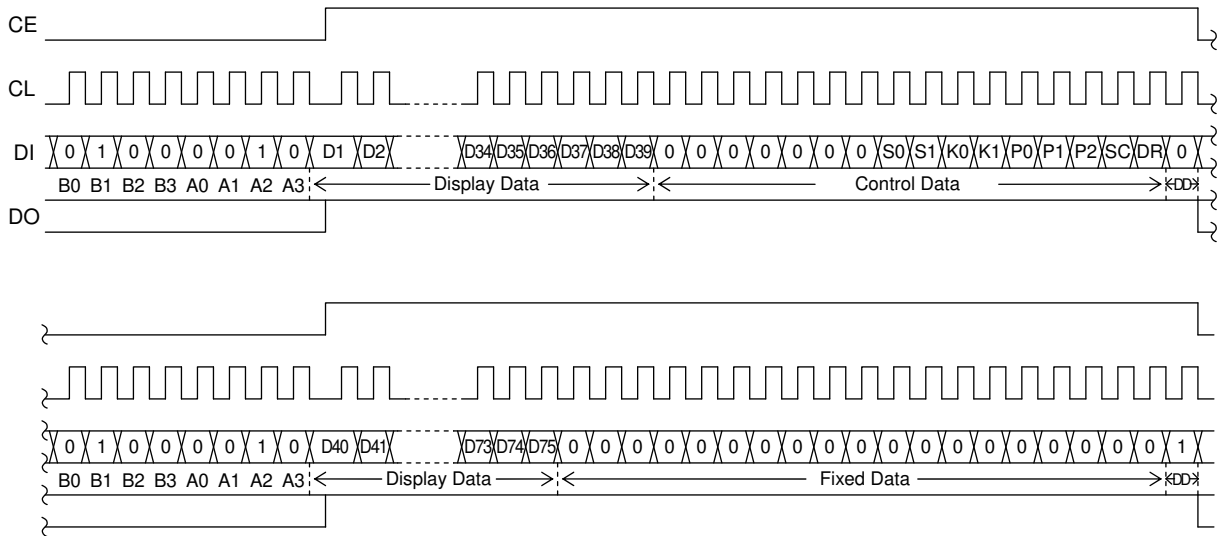 CE
CL
DI 0 1 0 0 0 0 1 0 D1 D2 D34 D35 D36 D37 D38 D39 0 0 0 0 0 0 0 S0 S1 K0 K1 P0 P1 P2 SC DR 0
B0 B1 B2 B3 A0 A1 A2 A3 Display Data Control Data DD
DO
0 1 0 0 0 0 1 0 D40 D41 D73 D74 D75 0 0 0 0 0 0 0 0 0 0 0 0 0 0 0 0 0 0 0 1
B0 B1 B2 B3 A0 A1 A2 A3 Display Data Fixed Data DD